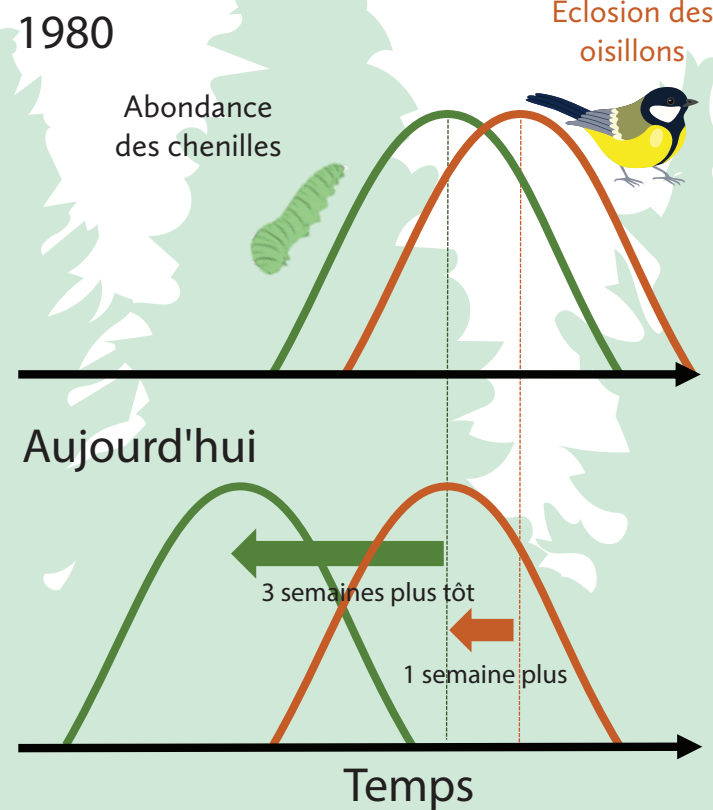 1980
Éclosion des
oisillons
Abondance
des chenilles
Aujourd'hui
3 semaines plus tôt
1 semaine plus
Temps